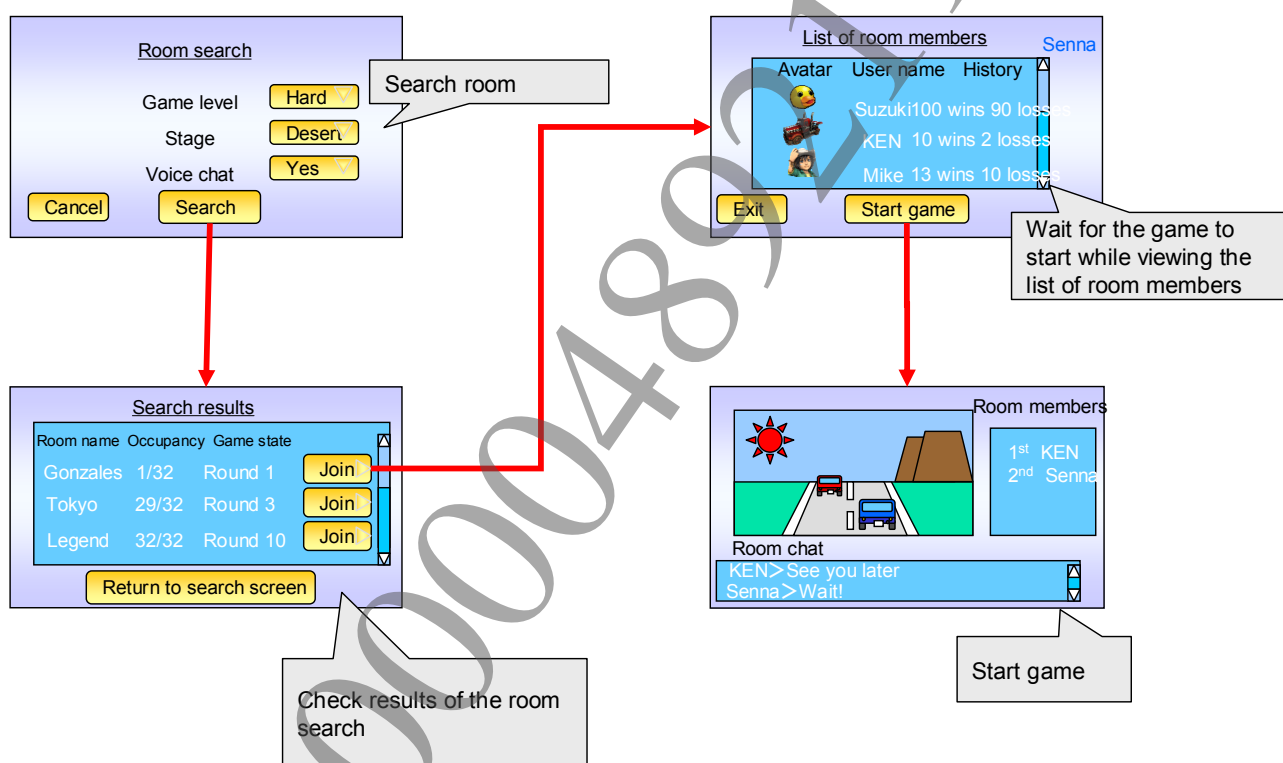 Room search
Game level Hard
Stage Desert
Voice chat Yes
Cancel Search
Search room
Search results
Room name Occupancy Game state
Gonzales 1/32 Round 1 Join
Tokyo 29/32 Round 3 Join
Legend 32/32 Round 10 Join
Return to search screen
Check results of the room
search
List of room members
Senna
Avatar User name History
Suzuki100 wins 90 losses
KEN 10 wins 2 losses
Mike 13 wins 10 losses
Exit Start game
Wait for the game to
start while viewing the
list of room members
Room members
1st KEN
2nd Senna
Room chat
KEN＞See you later
Senna＞Wait!
Start game